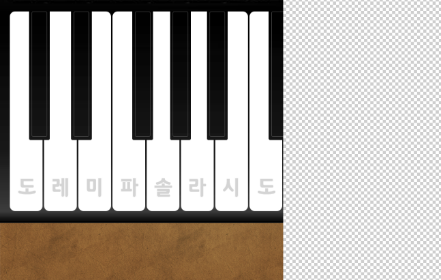 도 레 미 파 솔 라 시 도